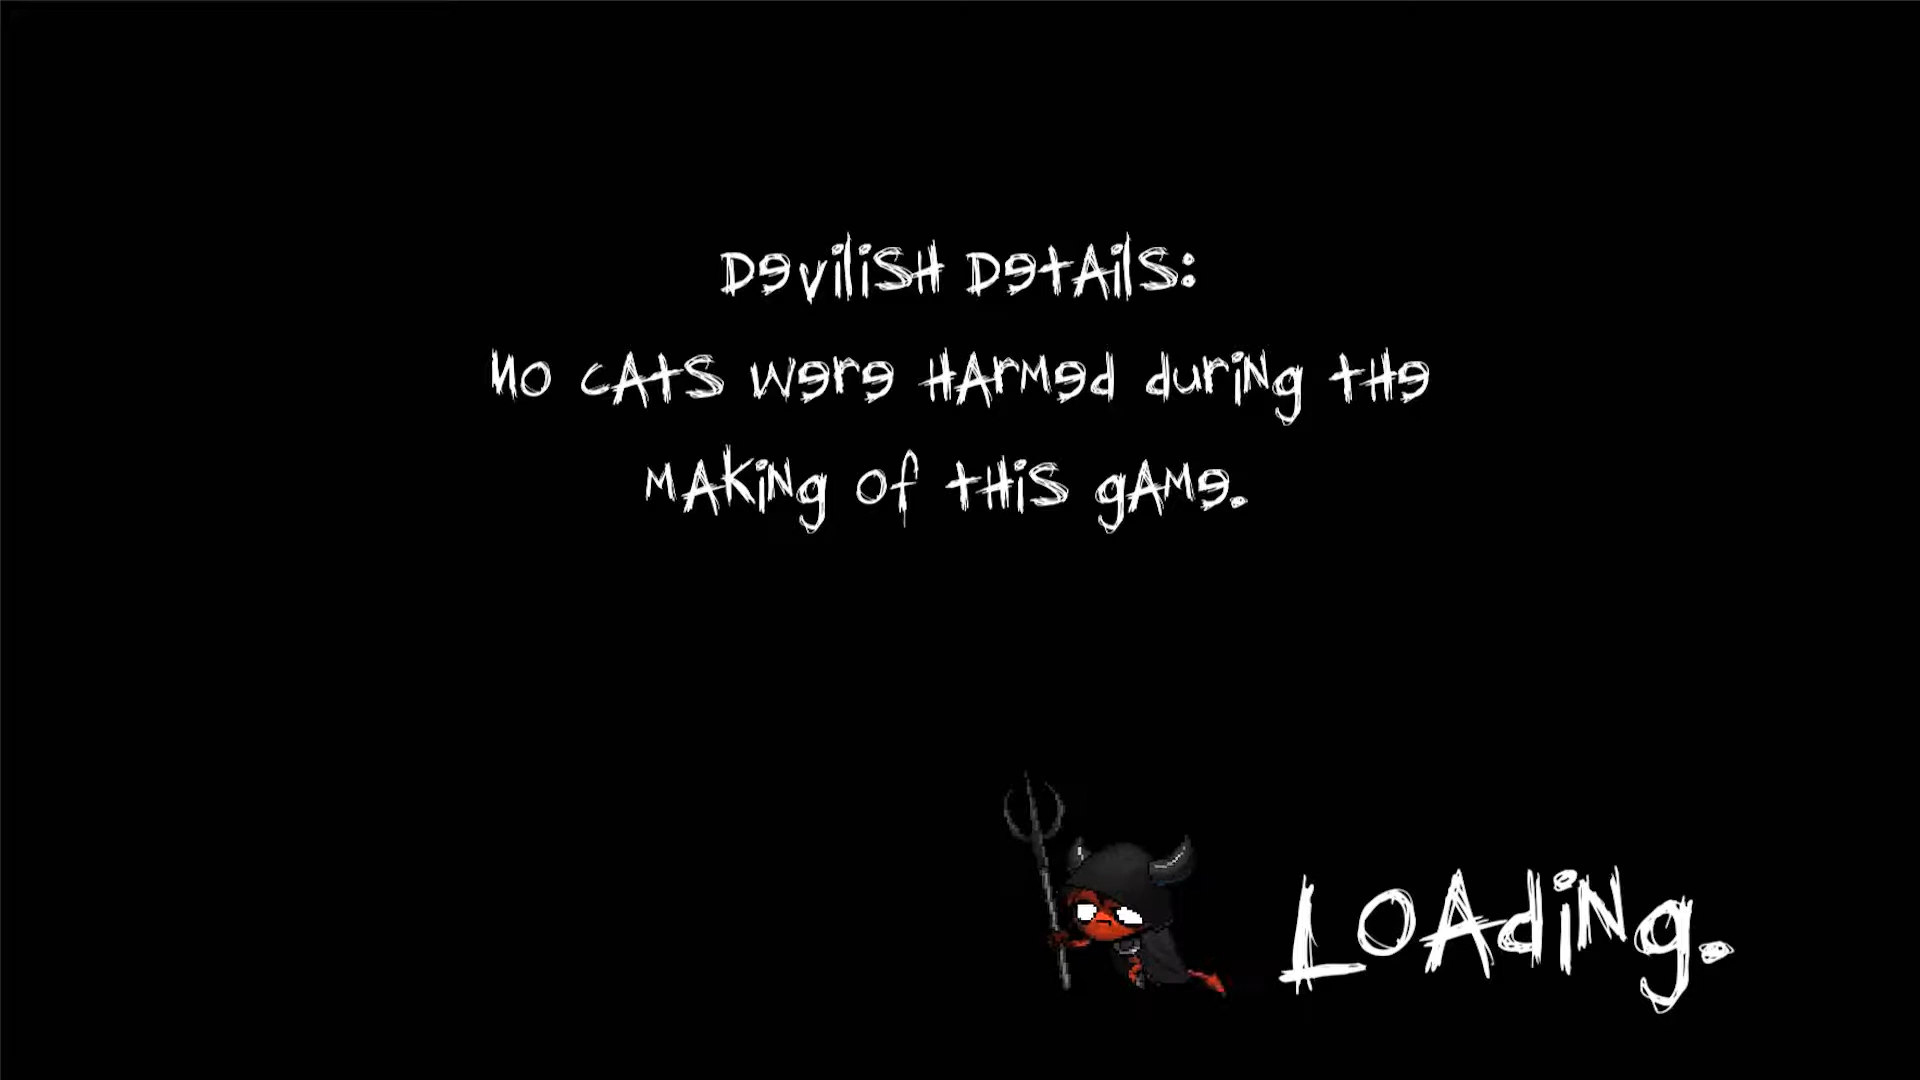 Devilish Details:
No cats were harmed during the
making of this game.
Loading.